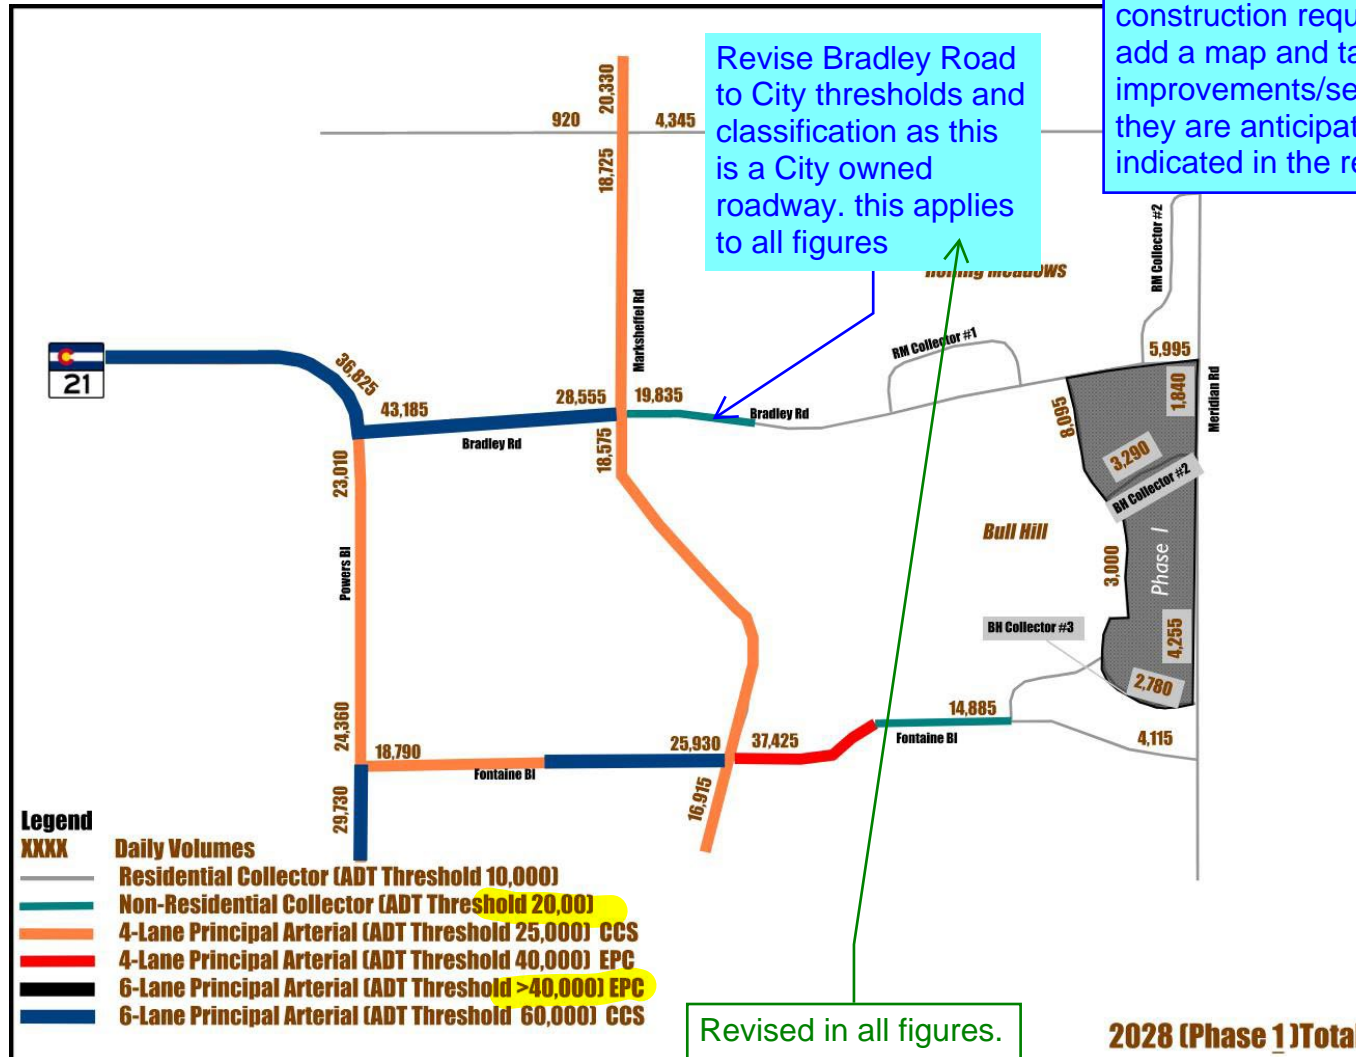 construction requ
add a map and ta
improvements/se
they are anticipat
indicated in the re
Revise Bradley Road
to City thresholds and
classification as this
is a City owned
roadway. this applies
to all figures
20,330
920
4,345
18,725
Marksheffel Rd
Rolling Meadows
RM Collector #2
RM Collector #1
5,995
1,840
Meridian Rd
21
36,825
43,185
28,555
19,835
Bradley Rd
Bradley Rd
18,575
23,010
8,095
3,290
BH Collector #2
Bull Hill
Powers Bl
3,000
Phase 1
BH Collector #3
4,255
2,780
24,360
18,790
Fontaine Bl
25,930
37,425
14,885
Fontaine Bl
4,115
29,730
16,915
Legend
XXXX Daily Volumes
Residential Collector (ADT Threshold 10,000)
Non-Residential Collector (ADT Threshold 20,00)
4-Lane Principal Arterial (ADT Threshold 25,000) CCS
4-Lane Principal Arterial (ADT Threshold 40,000) EPC
6-Lane Principal Arterial (ADT Threshold >40,000) EPC
6-Lane Principal Arterial (ADT Threshold 60,000) CCS
Revised in all figures.
2028 (Phase 1 )Total